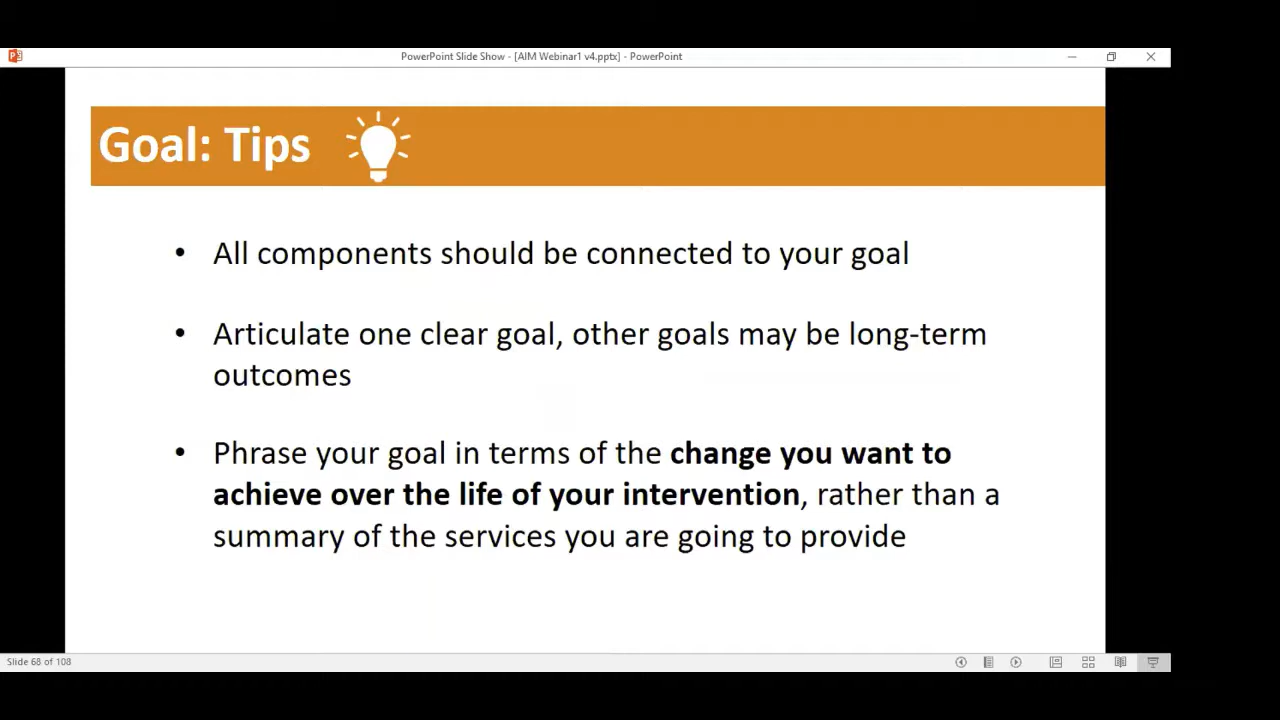 PowerPoint Slide Show - [AIM Webinar1 v4.pptx] - PowerPoint
Goal: Tips
• All components should be connected to your goal
• Articulate one clear goal, other goals may be long-term
outcomes
• Phrase your goal in terms of the change you want to
achieve over the life of your intervention, rather than a
summary of the services you are going to provide
Slide 68 of 108